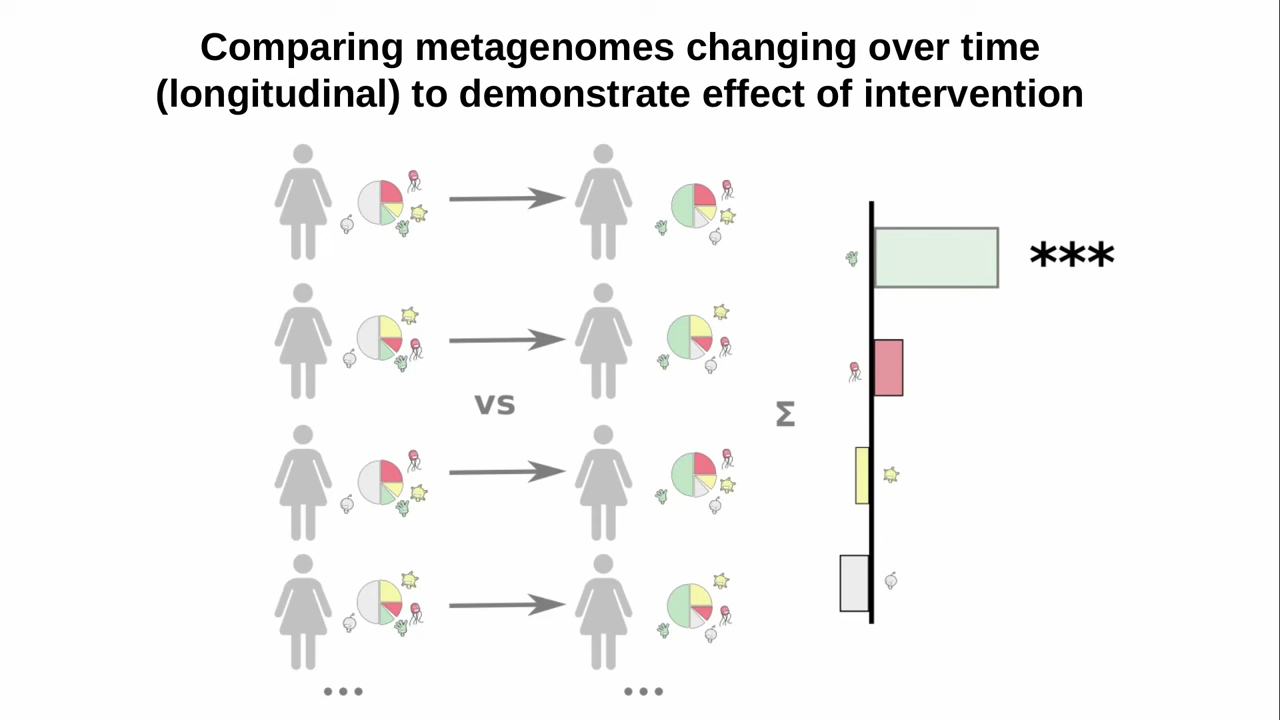 Comparing metagenomes changing over time
(longitudinal) to demonstrate effect of intervention
***
vs
Σ
...
...